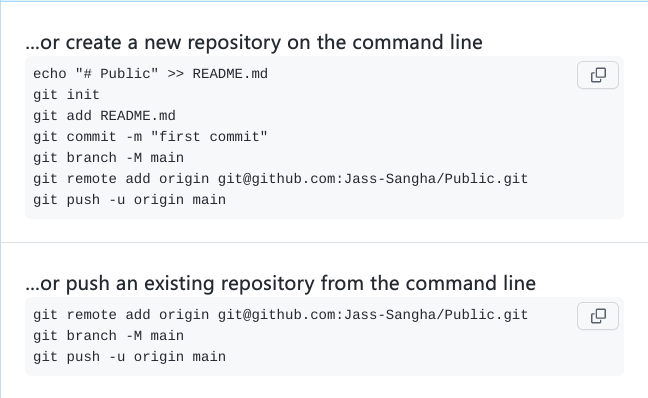 ...or create a new repository on the command line
echo "# Public" >> README.md
git init
git add README.md
git commit -m "first commit"
git branch -M main
git remote add origin git@github.com:Jass-Sangha/Public.git
git push -u origin main
...or push an existing repository from the command line
git remote add origin git@github.com:Jass-Sangha/Public.git
git branch -M main
git push -u origin main